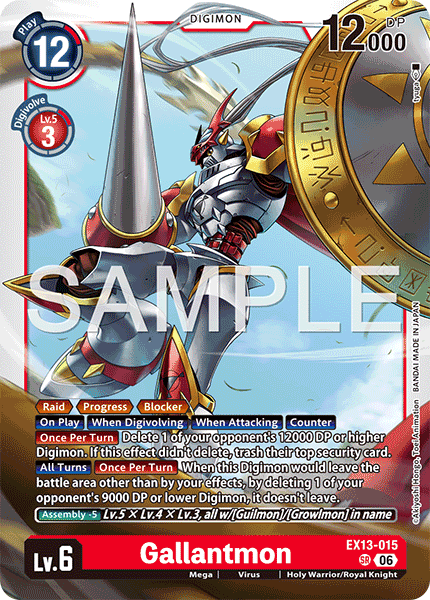 Play
12
DIGIMON
DP
12000
Digivolve
Lv.5
3
SAMPLE
Raid Progress Blocker
On Play When Digivolving When Attacking Counter
Once Per Turn Delete 1 of your opponent's 12000 DP or higher
Digimon. If this effect didn't delete, trash their top security card.
All Turns Once Per Turn When this Digimon would leave the
battle area other than by your effects, by deleting 1 of your
opponent's 9000 DP or lower Digimon, it doesn't leave.
Assembly -5 Lv.5 × Lv.4 × Lv.3, all w/[Guilmon]/[Growlmon] in name
©Akiyoshi Hongo, Toei Animation BANDAI MADE IN JAPAN
Lv.6
Gallantmon
EX13-015
SR 06
Mega Virus Holy Warrior/Royal Knight